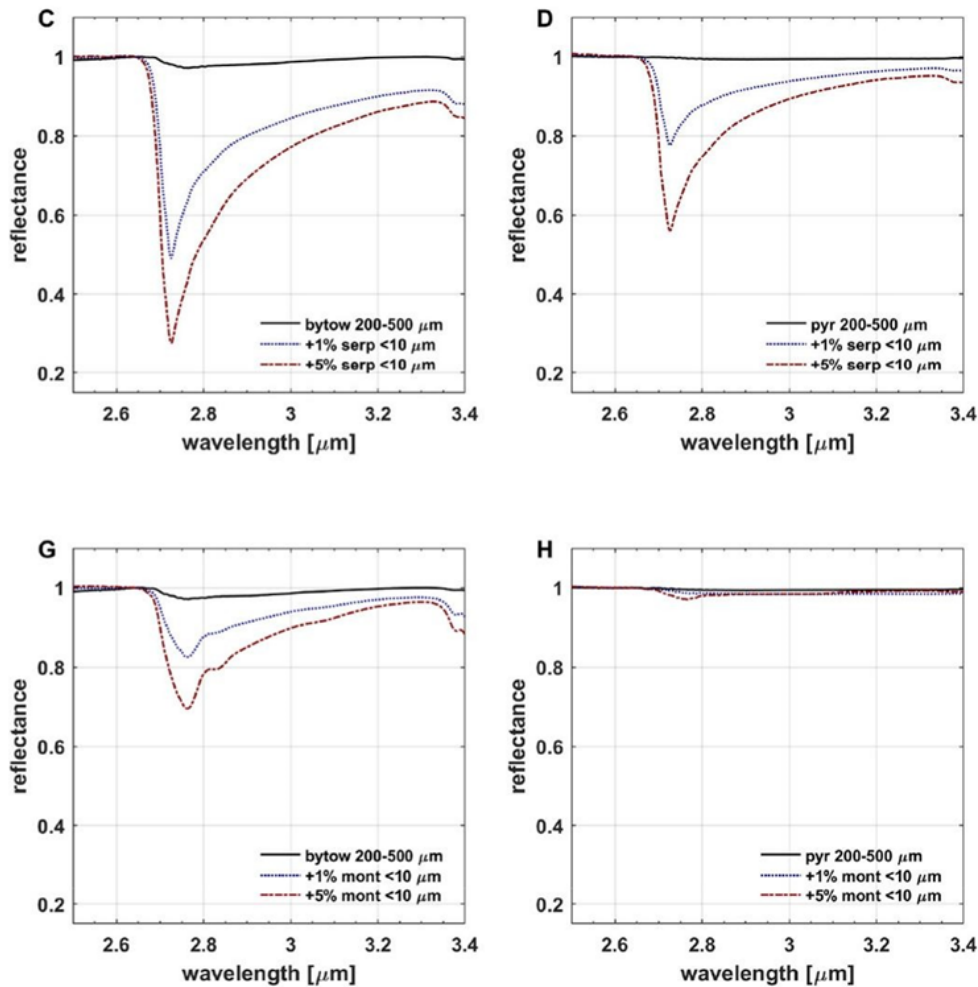 C
1
0.8
0.6
0.4
0.2
reflectance
bytow 200-500 μm
+1% serp <10 μm
+5% serp <10 μm
2.6 2.8 3 3.2 3.4
wavelength [μm]
D
1
0.8
0.6
0.4
0.2
reflectance
pyr 200-500 μm
+1% serp <10 μm
+5% serp <10 μm
2.6 2.8 3 3.2 3.4
wavelength [μm]
G
1
0.8
0.6
0.4
0.2
reflectance
bytow 200-500 μm
+1% mont <10 μm
+5% mont <10 μm
2.6 2.8 3 3.2 3.4
wavelength [μm]
H
1
0.8
0.6
0.4
0.2
reflectance
pyr 200-500 μm
+1% mont <10 μm
+5% mont <10 μm
2.6 2.8 3 3.2 3.4
wavelength [μm]